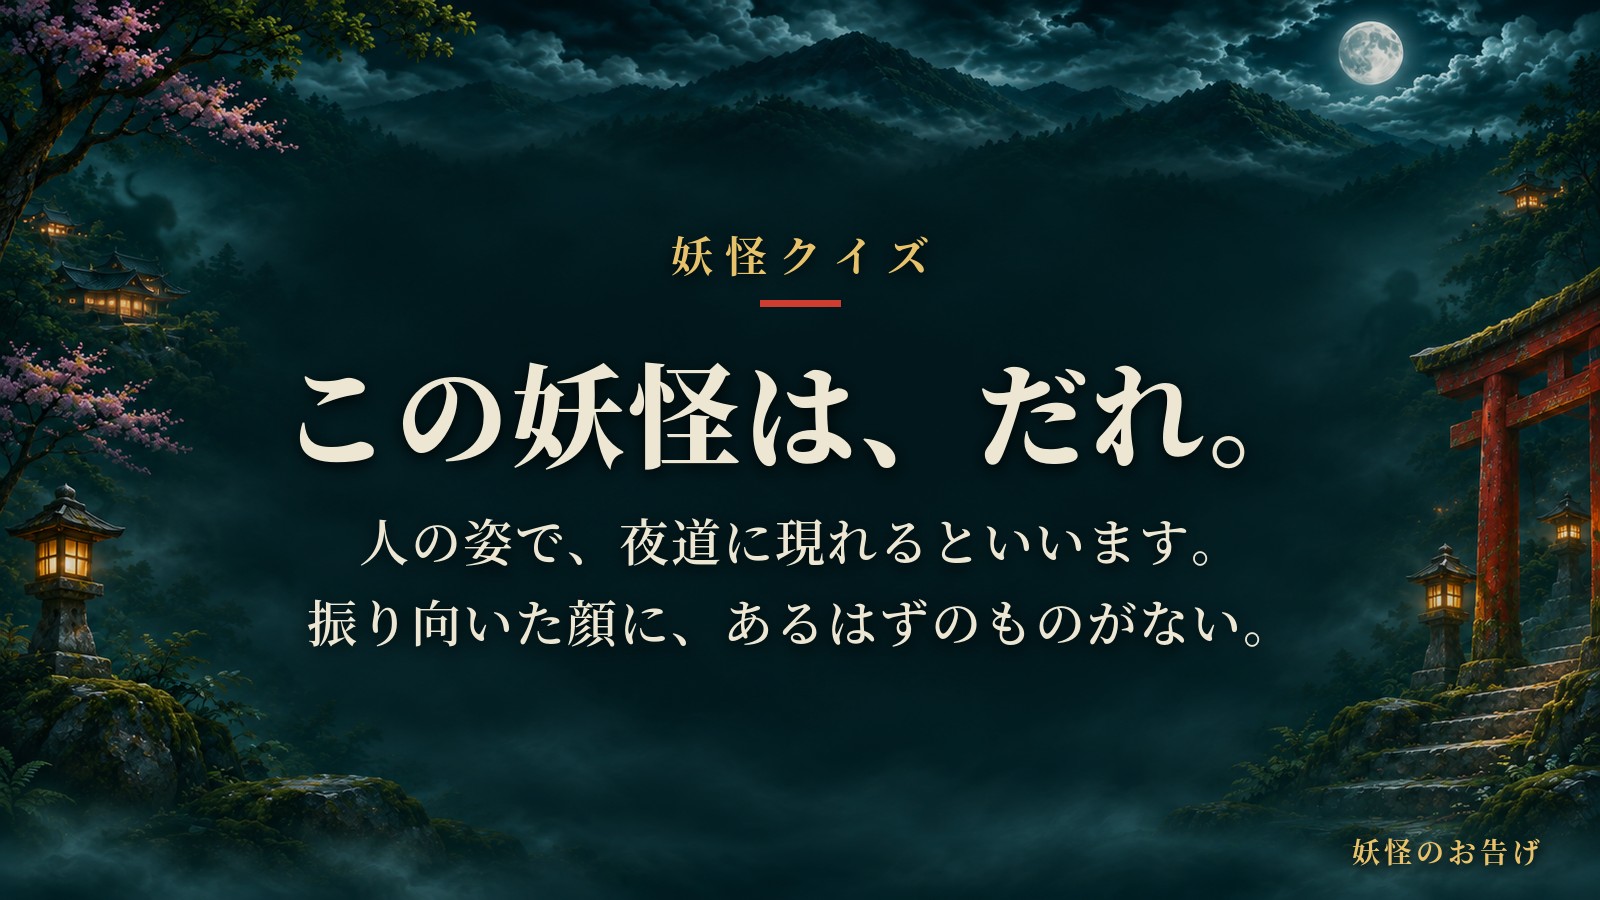 妖怪クイズ
この妖怪は、だれ。
人の姿で、夜道に現れるといいます。
振り向いた顔に、あるはずのものがない。
妖怪のお告げ